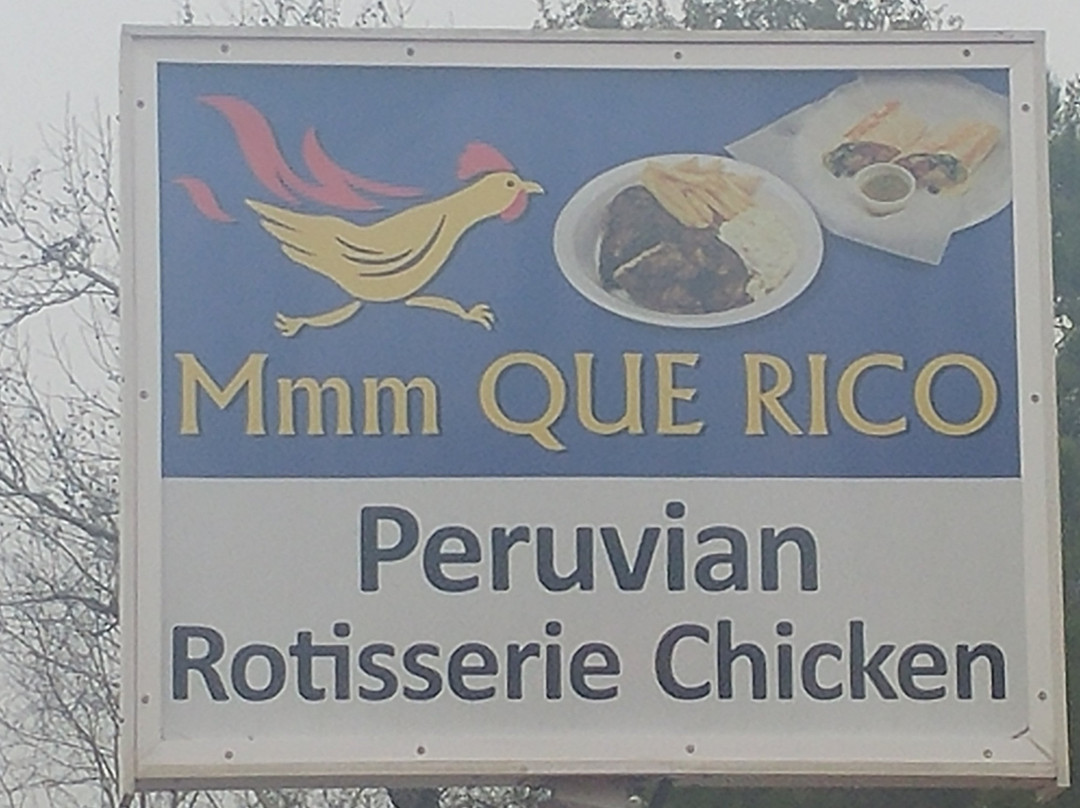 Mmm QUE RICO
Peruvian
Rotisserie Chicken